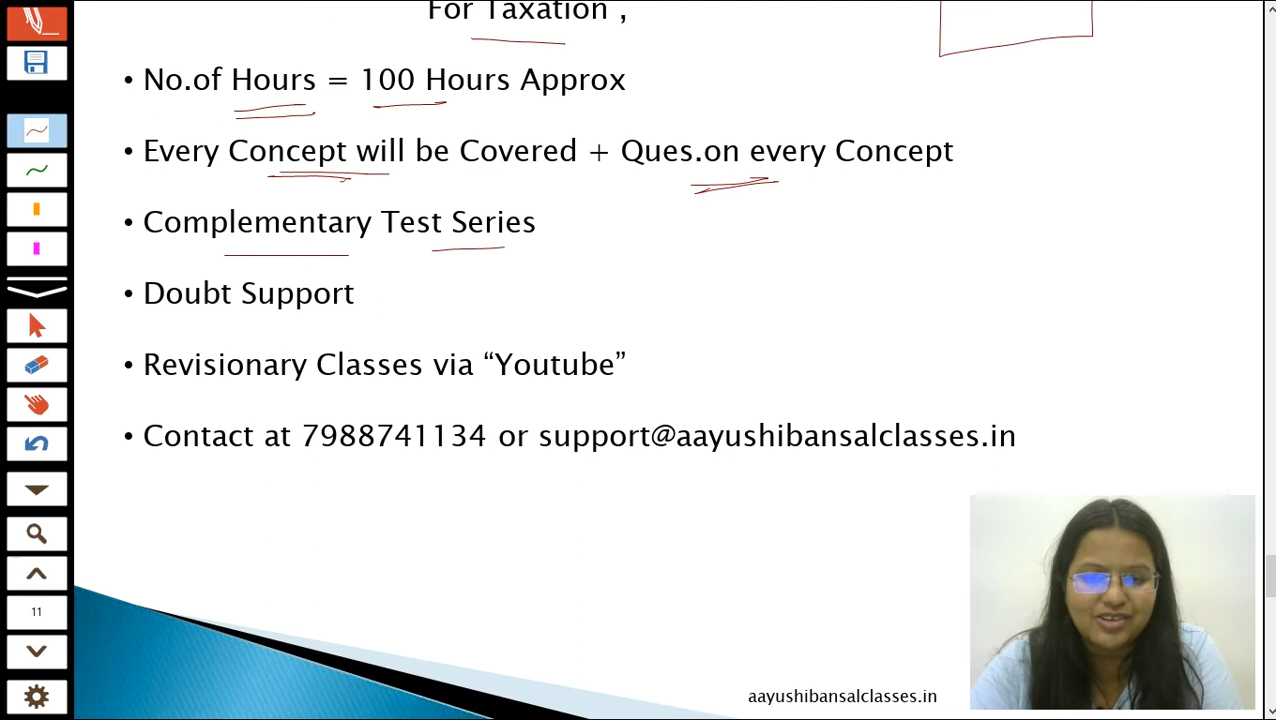 For Taxation ,
• No.of Hours = 100 Hours Approx
• Every Concept will be Covered + Ques.on every Concept
• Complementary Test Series
• Doubt Support
• Revisionary Classes via “Youtube”
• Contact at 7988741134 or support@aayushibansalclasses.in
11
aayushibansalclasses.in